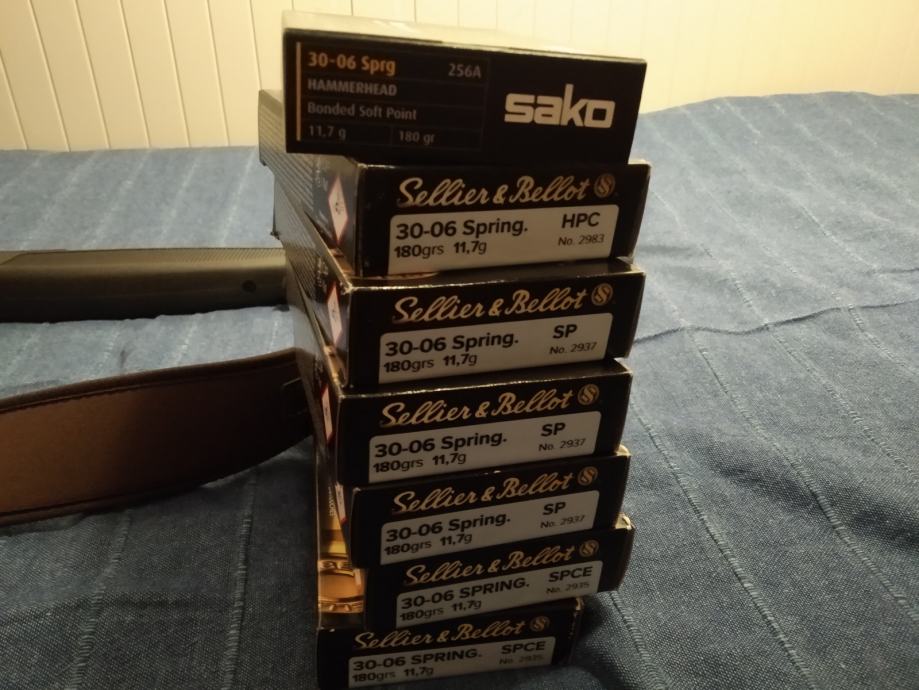 30-06 Sprg 256A
HAMMERHEAD
Bonded Soft Point
11,7 g 180 gr
sako
Sellier & Bellot
30-06 Spring. HPC
180grs 11,7g No. 2983
Sellier & Bellot
30-06 Spring. SP
180grs 11,7g No. 2937
Sellier & Bellot
30-06 Spring. SP
180grs 11,7g No. 2937
Sellier & Bellot
30-06 Spring. SP
180grs 11,7g No. 2937
Sellier & Bellot
30-06 SPRING. SPCE
180grs 11,7g No. 2935
Sellier & Bellot
30-06 SPRING. SPCE
180grs 11,7g No. 2935